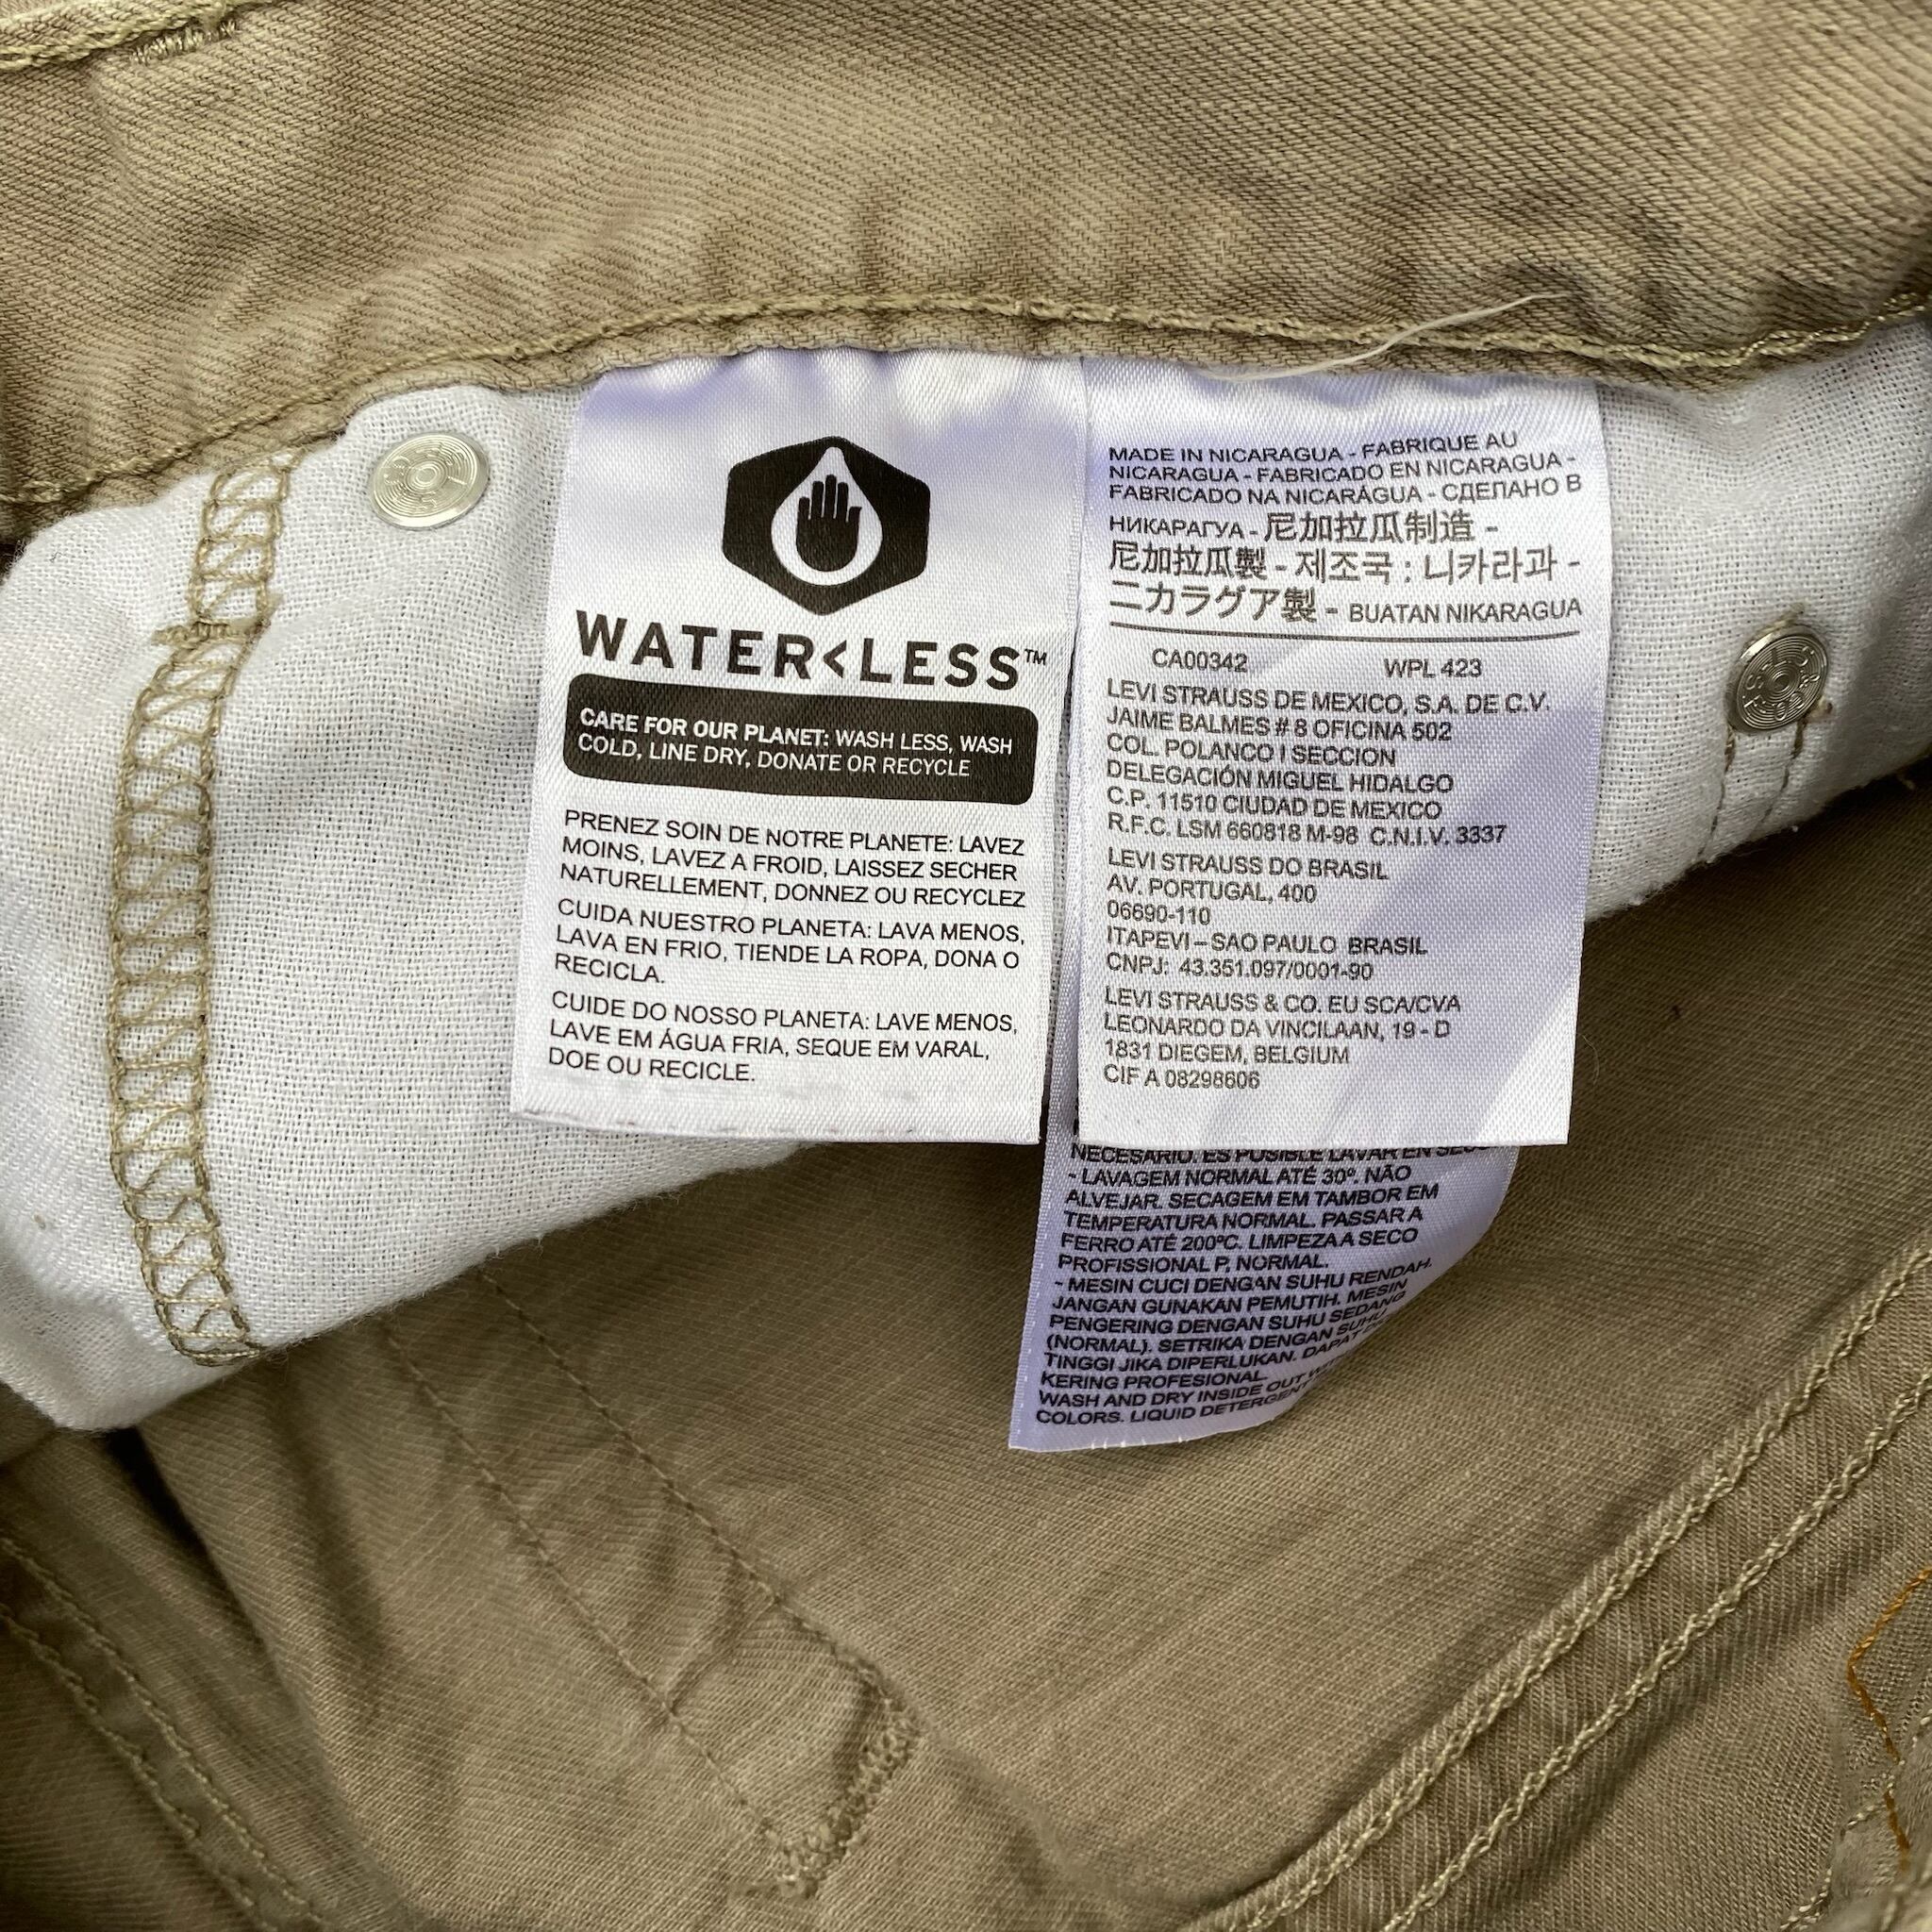 WATER<LESS™
CARE FOR OUR PLANET: WASH LESS, WASH
COLD, LINE DRY, DONATE OR RECYCLE
PRENEZ SOIN DE NOTRE PLANETE: LAVEZ
MOINS, LAVEZ A FROID, LAISSEZ SECHER
NATURELLEMENT, DONNEZ OU RECYCLEZ
CUIDA NUESTRO PLANETA: LAVA MENOS,
LAVA EN FRIO, TIENDE LA ROPA, DONA O
RECICLA.
CUIDE DO NOSSO PLANETA: LAVE MENOS,
LAVE EM ÁGUA FRIA, SEQUE EM VARAL,
DOE OU RECICLE.
MADE IN NICARAGUA - FABRIQUE AU
NICARAGUA - FABRICADO EN NICARAGUA -
FABRICADO NA NICARÁGUA - СДЕЛАНО В
НИКАРАГУА - 尼加拉瓜制造 -
尼加拉瓜製 - 제조국 : 니카라과 -
ニカラグア製 - BUATAN NIKARAGUA
CA00342 WPL 423
LEVI STRAUSS DE MEXICO, S.A. DE C.V.
JAIME BALMES # 8 OFICINA 502
COL. POLANCO I SECCION
DELEGACIÓN MIGUEL HIDALGO
C.P. 11510 CIUDAD DE MEXICO
R.F.C. LSM 660818 M-98 C.N.I.V. 3337
LEVI STRAUSS DO BRASIL
AV. PORTUGAL, 400
06690-110
ITAPEVI – SAO PAULO BRASIL
CNPJ: 43.351.097/0001-90
LEVI STRAUSS & CO. EU SCA/CVA
LEONARDO DA VINCILAAN, 19 - D
1831 DIEGEM, BELGIUM
CIF A 08298606
NECESARIO. ES POSIBLE LAVAR EN SECO
- LAVAGEM NORMAL ATÉ 30º. NÃO
ALVEJAR. SECAGEM EM TAMBOR EM
TEMPERATURA NORMAL. PASSAR A
FERRO ATÉ 200ºC. LIMPEZA A SECO
PROFISSIONAL P, NORMAL.
- MESIN CUCI DENGAN SUHU RENDAH.
JANGAN GUNAKAN PEMUTIH. MESIN
PENGERING DENGAN SUHU SEDANG
(NORMAL). SETRIKA DENGAN SUHU
TINGGI JIKA DIPERLUKAN. DAPAT
KERING PROFESIONAL.
WASH AND DRY INSIDE OUT
COLORS. LIQUID DETERGENT